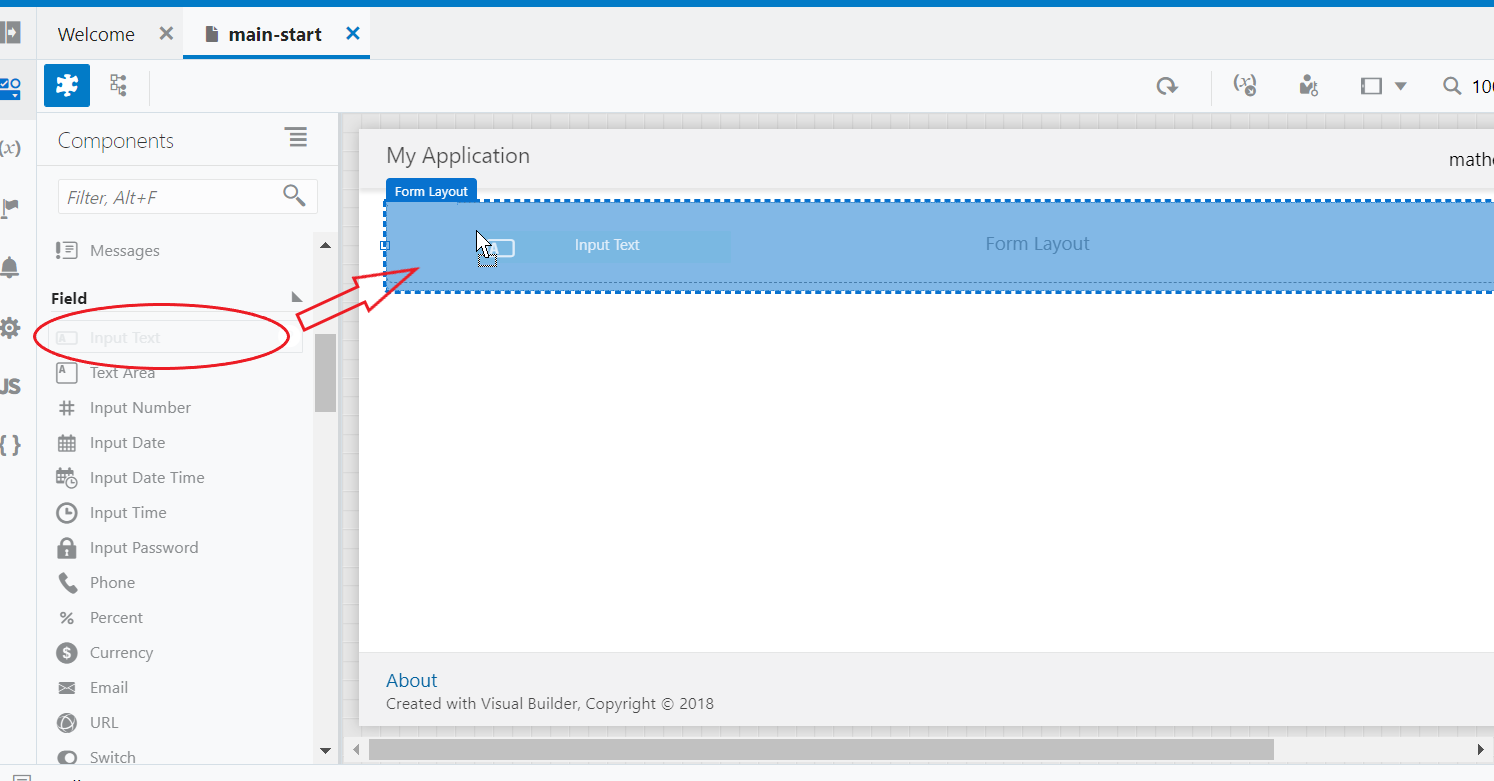 Welcome
main-start
100
Components
My Application
mathe
(x)
Filter, Alt+F
Form Layout
Messages
Input Text
Form Layout
Field
Input Text
Text Area
JS
Input Number
{ }
Input Date
Input Date Time
Input Time
Input Password
Phone
Percent
Currency
Email
About
Created with Visual Builder, Copyright © 2018
URL
Switch